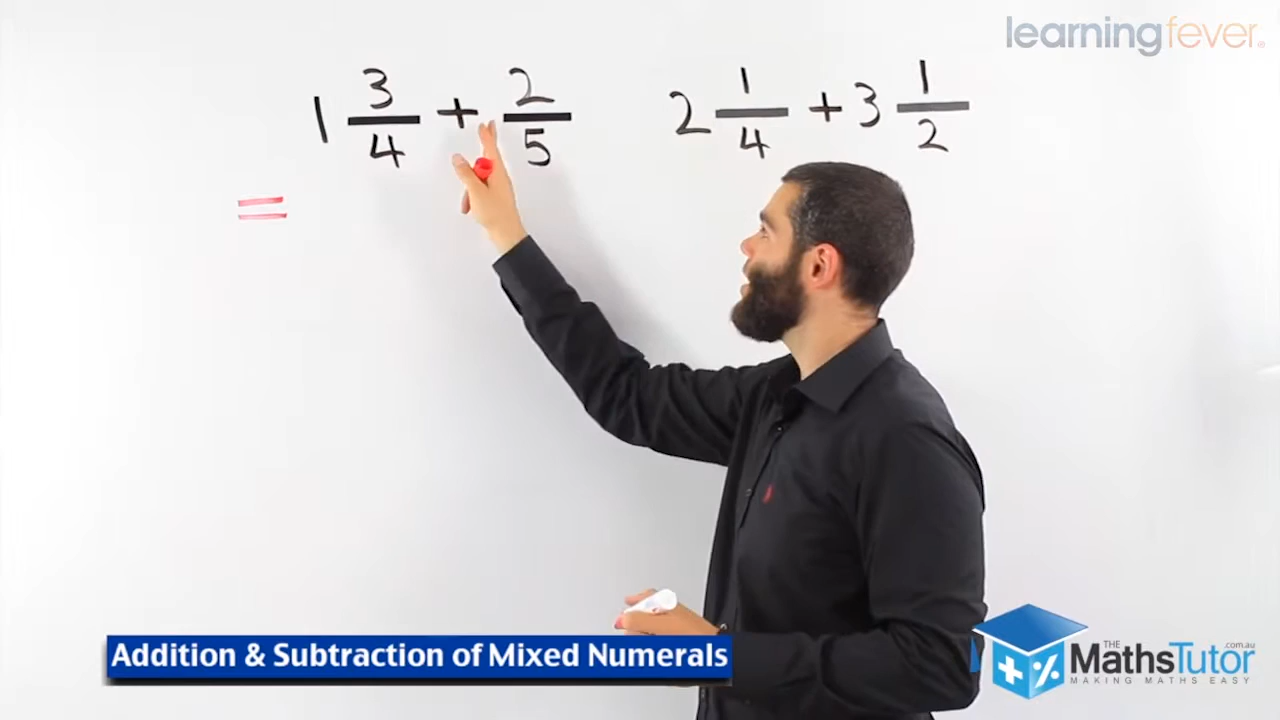 learningfever®
1 3/4 + 2/5
2 1/4 + 3 1/2
=
Addition & Subtraction of Mixed Numerals
THE
MathsTutor
.com.au
MAKING MATHS EASY